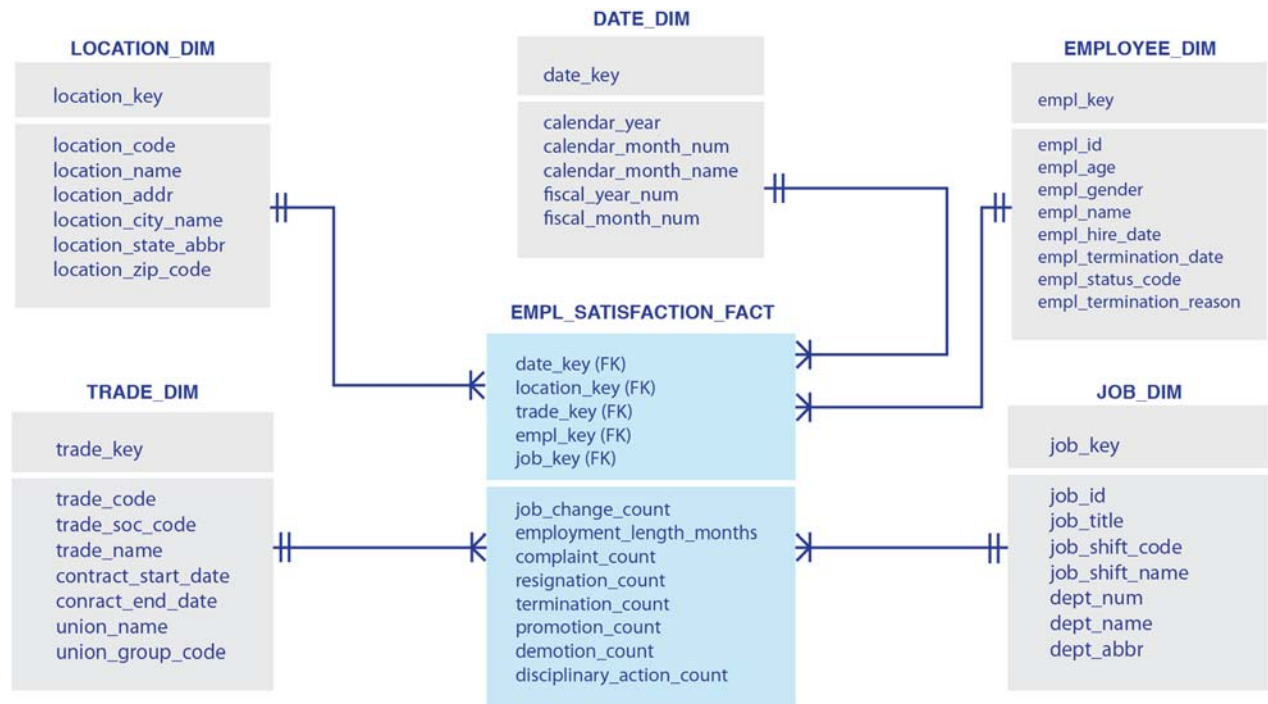 DATE_DIM
date_key
calendar_year
calendar_month_num
calendar_month_name
fiscal_year_num
fiscal_month_num
LOCATION_DIM
location_key
location_code
location_name
location_addr
location_city_name
location_state_abbr
location_zip_code
EMPLOYEE_DIM
empl_key
empl_id
empl_age
empl_gender
empl_name
empl_hire_date
empl_termination_date
empl_status_code
empl_termination_reason
EMPL_SATISFACTION_FACT
date_key (FK)
location_key (FK)
trade_key (FK)
empl_key (FK)
job_key (FK)
job_change_count
employment_length_months
complaint_count
resignation_count
termination_count
promotion_count
demotion_count
disciplinary_action_count
TRADE_DIM
trade_key
trade_code
trade_soc_code
trade_name
contract_start_date
conract_end_date
union_name
union_group_code
JOB_DIM
job_key
job_id
job_title
job_shift_code
job_shift_name
dept_num
dept_name
dept_abbr